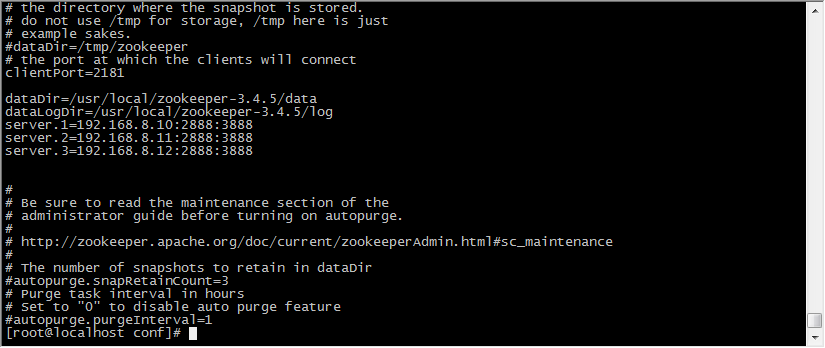 # the directory where the snapshot is stored.
# do not use /tmp for storage, /tmp here is just
# example sakes.
#dataDir=/tmp/zookeeper
# the port at which the clients will connect
clientPort=2181
dataDir=/usr/local/zookeeper-3.4.5/data
dataLogDir=/usr/local/zookeeper-3.4.5/log
server.1=192.168.8.10:2888:3888
server.2=192.168.8.11:2888:3888
server.3=192.168.8.12:2888:3888
#
# Be sure to read the maintenance section of the
# administrator guide before turning on autopurge.
#
# http://zookeeper.apache.org/doc/current/zookeeperAdmin.html#sc_maintenance
#
# The number of snapshots to retain in dataDir
#autopurge.snapRetainCount=3
# Purge task interval in hours
# Set to "0" to disable auto purge feature
#autopurge.purgeInterval=1
[root@localhost conf]#